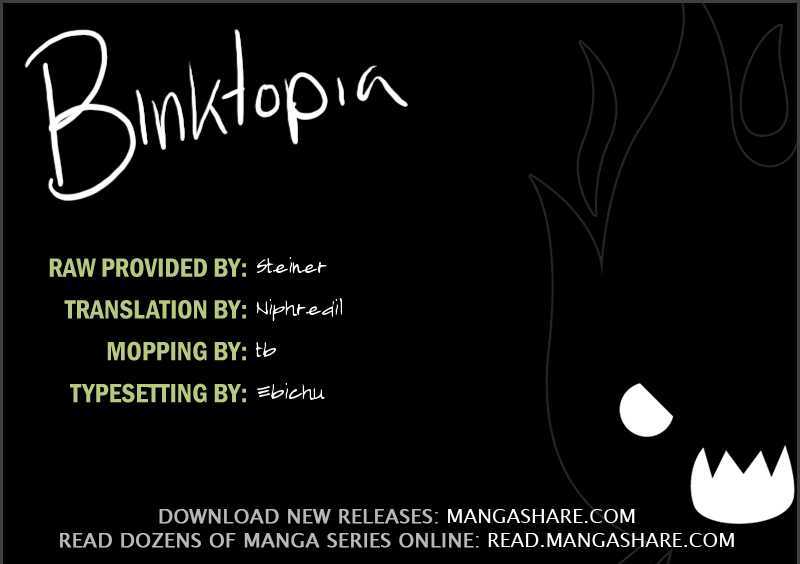 Binktopia
RAW PROVIDED BY: Steiner
TRANSLATION BY: Niphredil
MOPPING BY: tb
TYPESETTING BY: Ebichu
DOWNLOAD NEW RELEASES: MANGASHARE.COM
READ DOZENS OF MANGA SERIES ONLINE: READ.MANGASHARE.COM